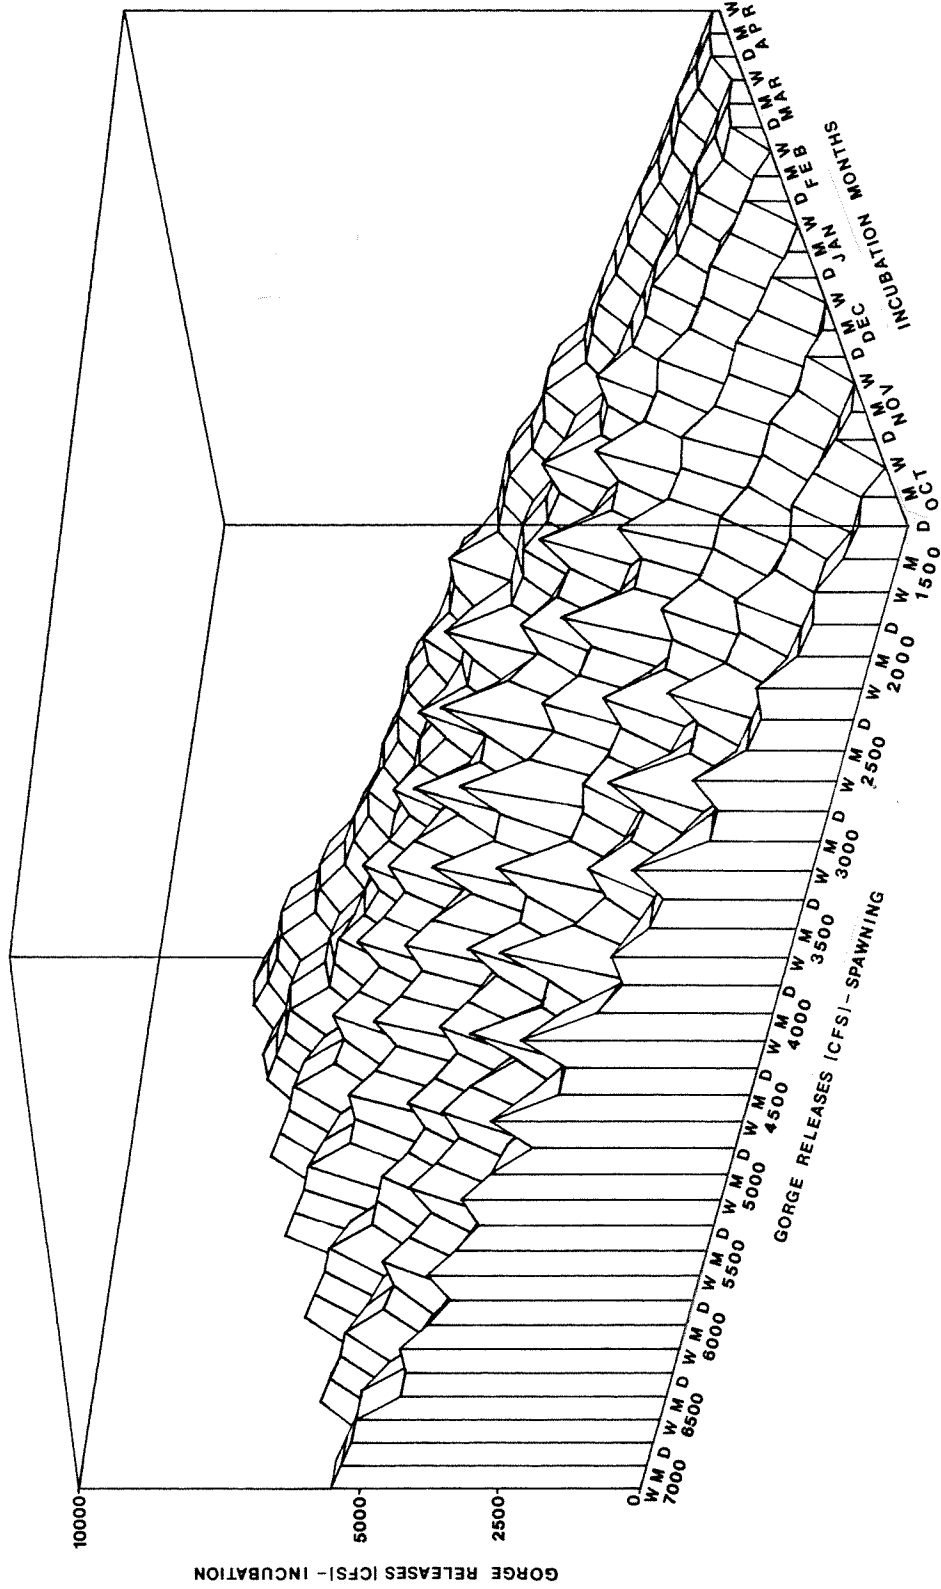 10000
5000
2500
0
GORGE RELEASES (CFS) - INCUBATION
W M D W M D W M D W M D W M D W M D W M D W M D W M D W M D W M D W M D
7000 6500 6000 5500 5000 4500 4000 3500 3000 2500 2000 1500
GORGE RELEASES (CFS) - SPAWNING
D M W D M W D M W D M W D M W D M W D M W
OCT NOV DEC JAN FEB MAR APR
INCUBATION MONTHS